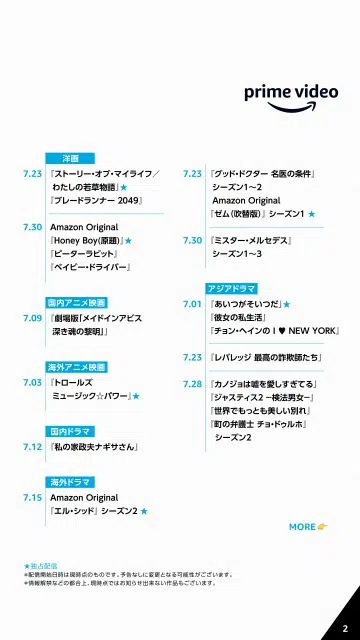 prime video
洋画
7.23 『ストーリー・オブ・マイライフ／
わたしの若草物語』★
『ブレードランナー 2049』
7.30 Amazon Original
『Honey Boy(原題)』★
『ピーターラビット』
『ベイビー・ドライバー』
国内アニメ映画
7.09 『劇場版「メイドインアビス
深き魂の黎明」』
海外アニメ映画
7.03 『トロールズ
ミュージック☆パワー』★
国内ドラマ
7.12 『私の家政夫ナギサさん』
海外ドラマ
7.15 Amazon Original
『エル・シッド』 シーズン2 ★
7.23 『グッド・ドクター 名医の条件』
シーズン1～2
Amazon Original
『ゼム（吹替版）』 シーズン1 ★
7.30 『ミスター・メルセデス』
シーズン1～3
アジアドラマ
7.01 『あいつがそいつだ』★
『彼女の私生活』
『チョン・ヘインの I ♥ NEW YORK』
7.23 『レバレッジ 最高の詐欺師たち』
7.28 『カノジョは嘘を愛しすぎてる』
『ジャスティス2 −検法男女−』
『世界でもっとも美しい別れ』
『町の弁護士 チョ・ドゥルホ』
シーズン2
MORE👉
★独占配信
※配信開始日時は現時点のものです。予告なしに変更となる可能性がございます。
※情報解禁などの都合上、現時点ではお知らせ出来ない作品もございます。
2